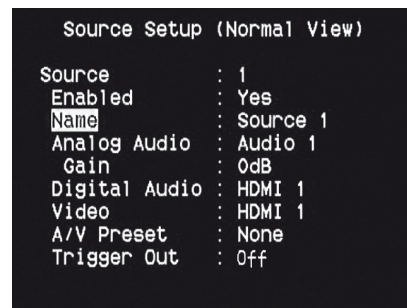 Source Setup (Normal View)
Source : 1
Enabled : Yes
Name : Source 1
Analog Audio : Audio 1
Gain : 0dB
Digital Audio : HDMI 1
Video : HDMI 1
A/V Preset : None
Trigger Out : Off